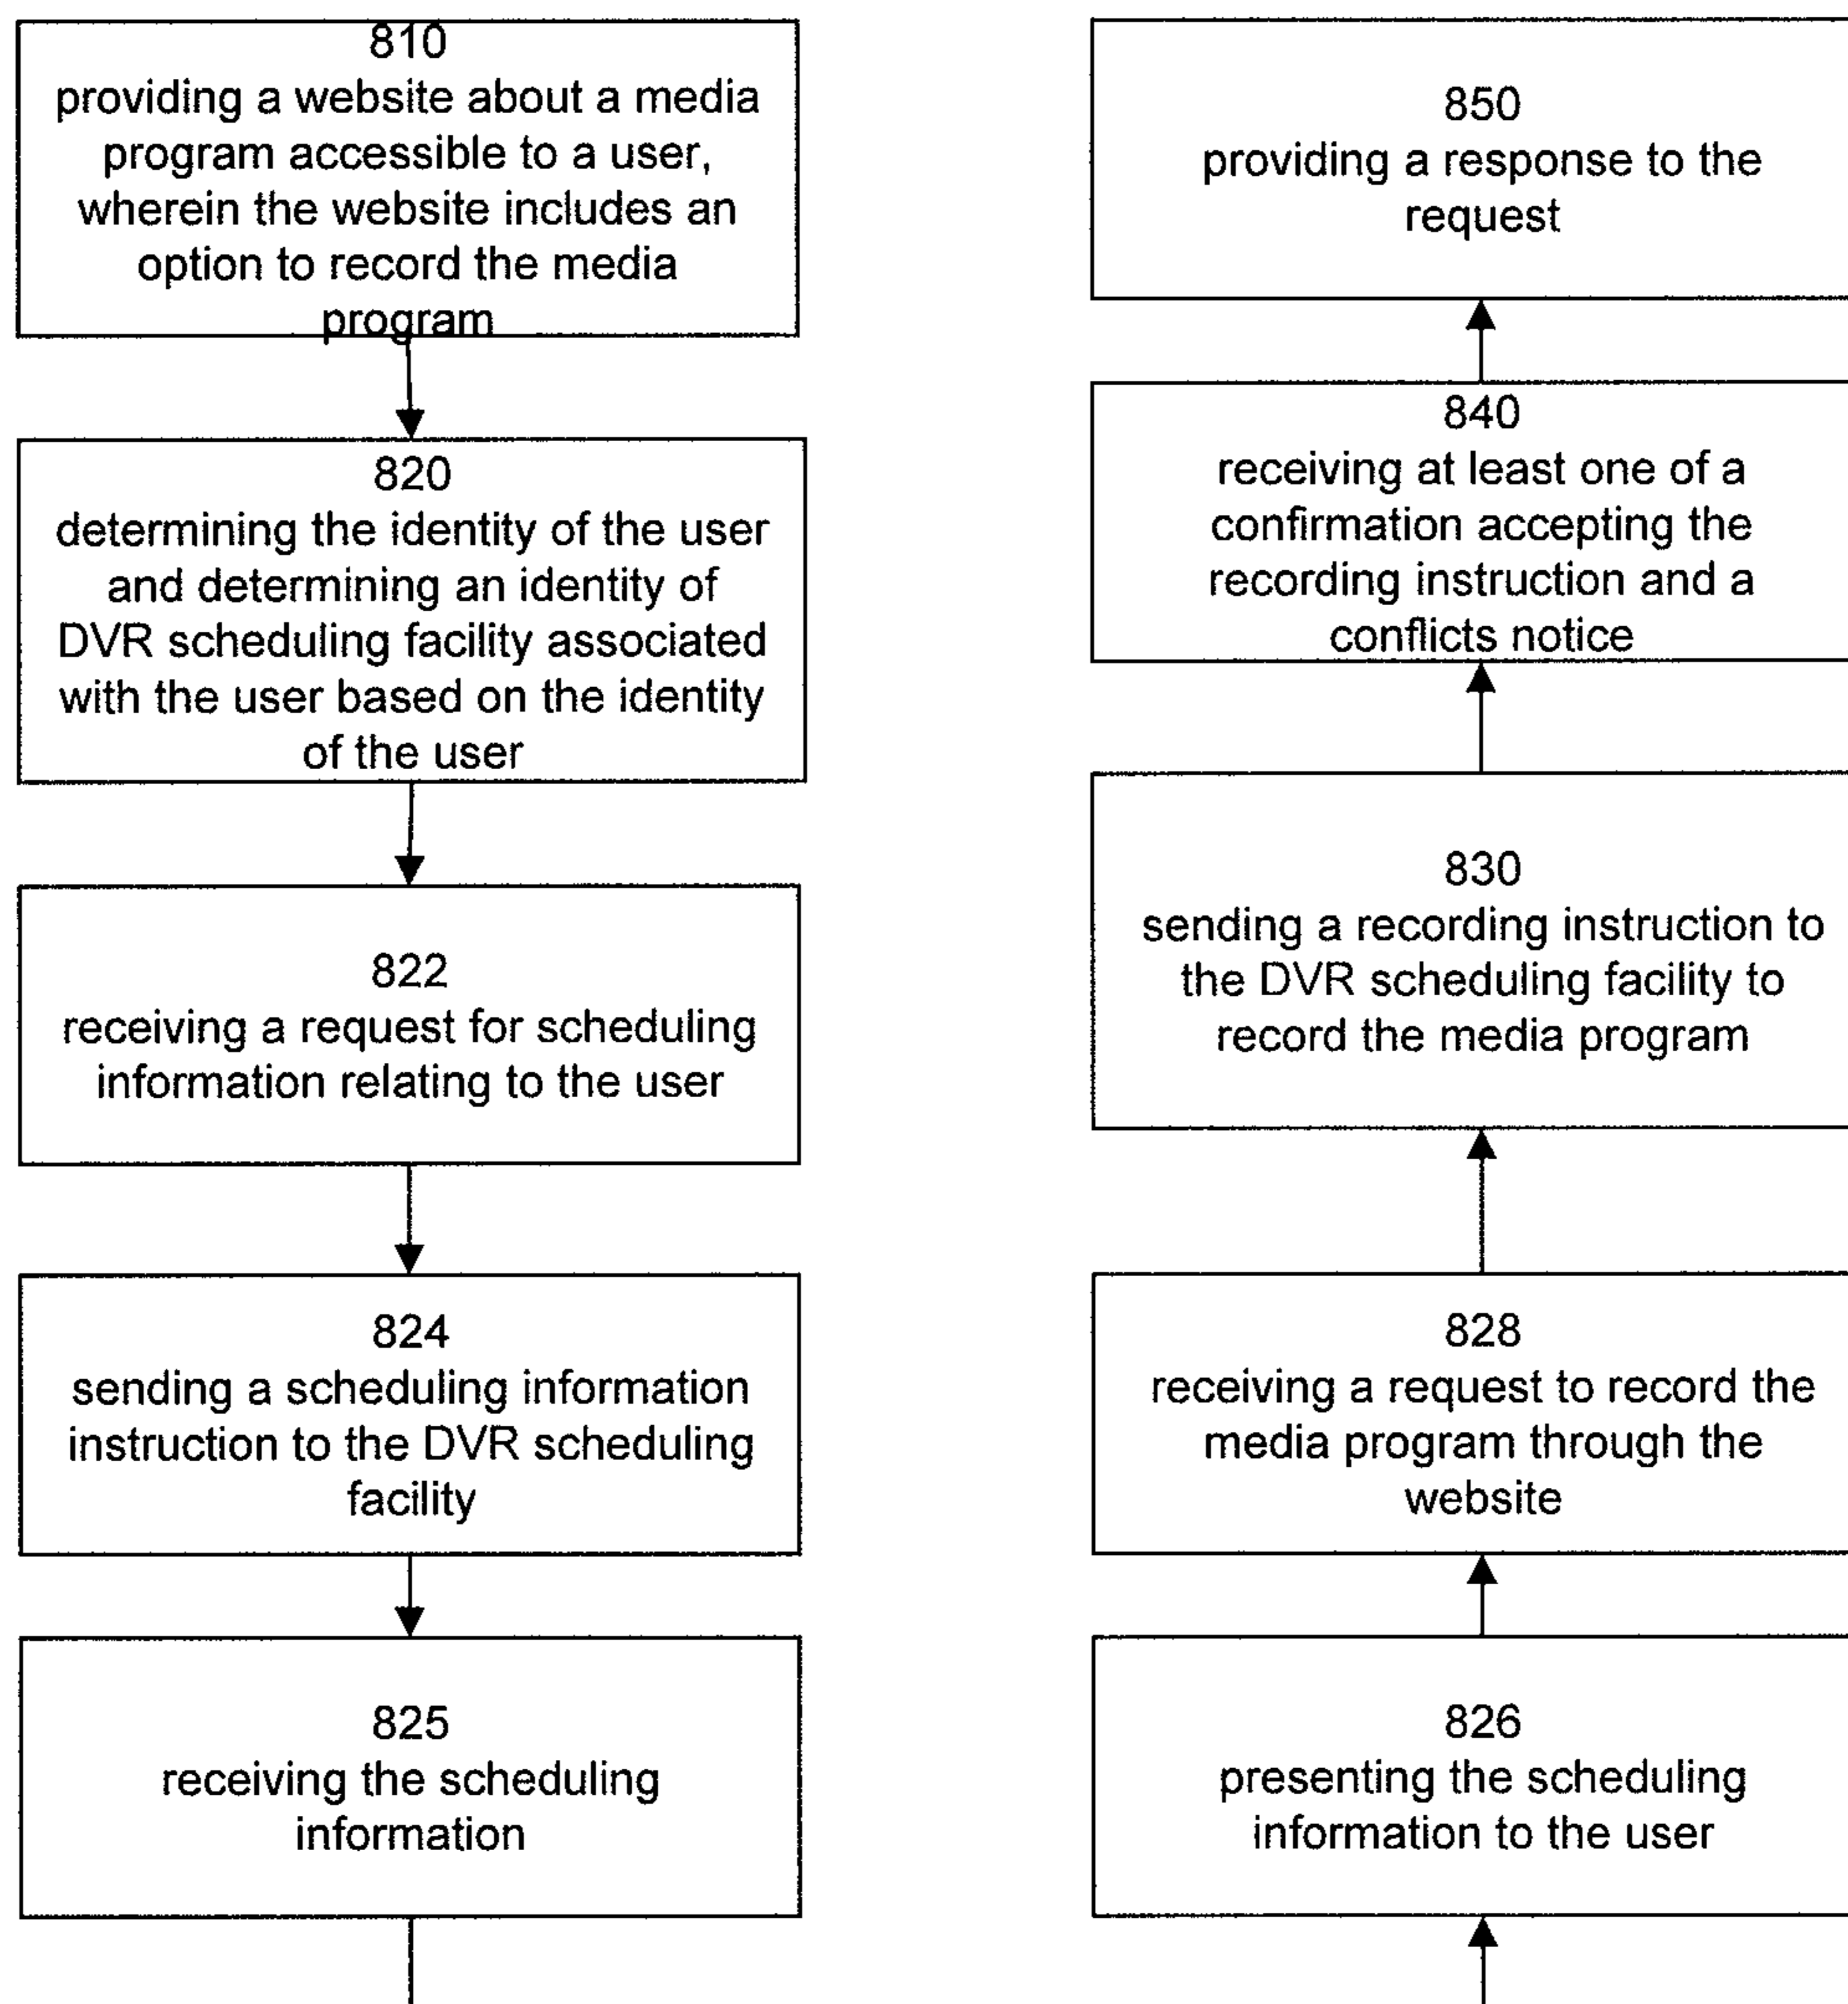 810
providing a website about a media
program accessible to a user,
wherein the website includes an
option to record the media
program
820
determining the identity of the user
and determining an identity of
DVR scheduling facility associated
with the user based on the identity
of the user
822
receiving a request for scheduling
information relating to the user
824
sending a scheduling information
instruction to the DVR scheduling
facility
825
receiving the scheduling
information
826
presenting the scheduling
information to the user
828
receiving a request to record the
media program through the
website
830
sending a recording instruction to
the DVR scheduling facility to
record the media program
840
receiving at least one of a
confirmation accepting the
recording instruction and a
conflicts notice
850
providing a response to the
request